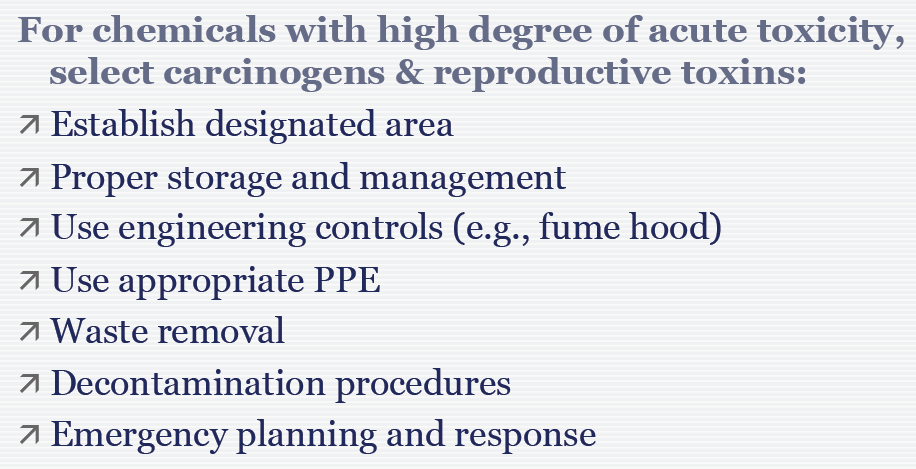 For chemicals with high degree of acute toxicity,
select carcinogens & reproductive toxins:
Establish designated area
Proper storage and management
Use engineering controls (e.g., fume hood)
Use appropriate PPE
Waste removal
Decontamination procedures
Emergency planning and response